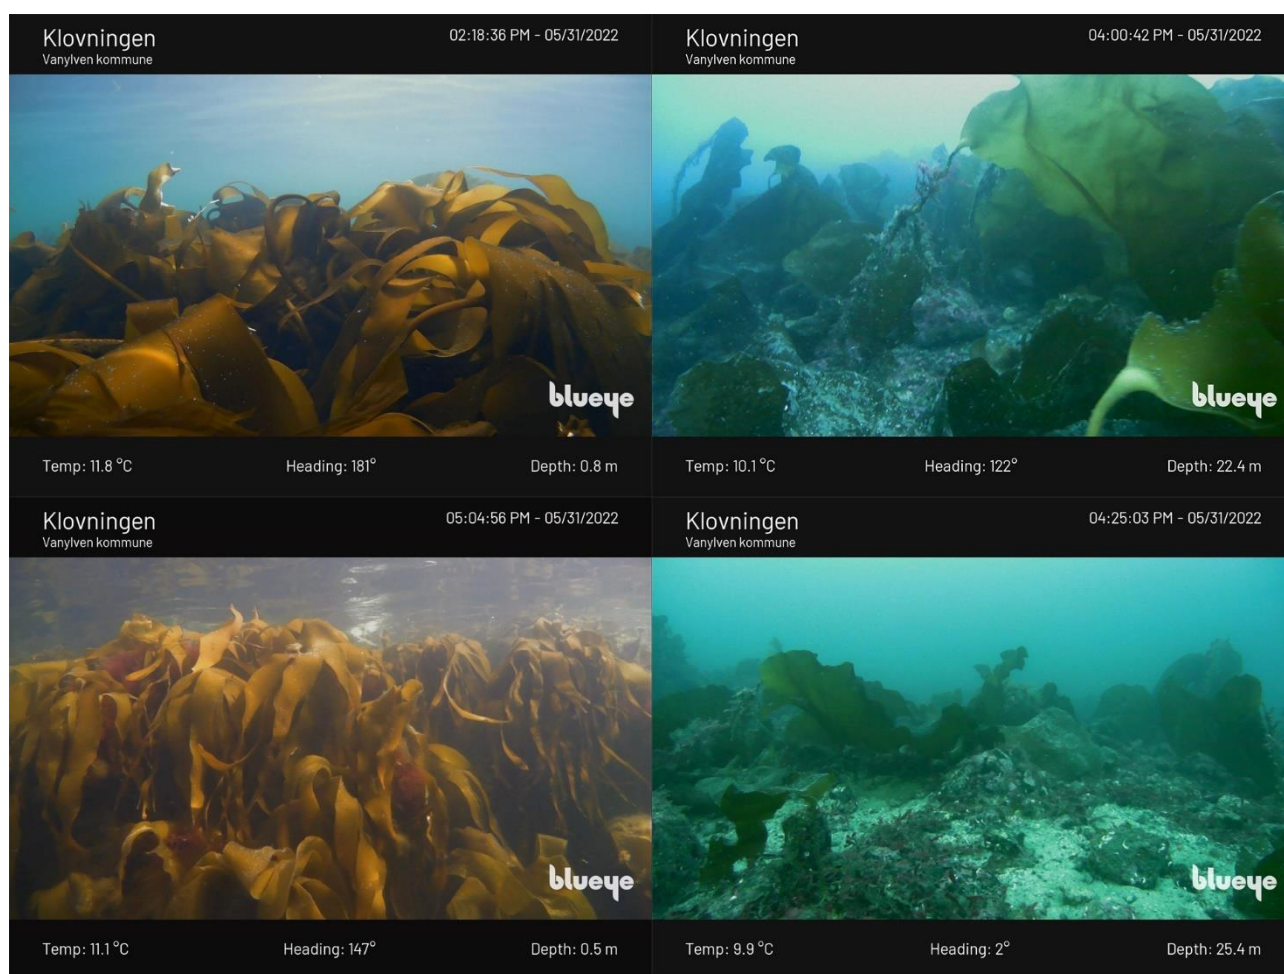 Klovningen
Vanylven kommune
02:18:36 PM - 05/31/2022
blueye
Temp: 11.8 °C
Heading: 181°
Depth: 0.8 m
Klovningen
Vanylven kommune
04:00:42 PM - 05/31/2022
blueye
Temp: 10.1 °C
Heading: 122°
Depth: 22.4 m
Klovningen
Vanylven kommune
05:04:56 PM - 05/31/2022
blueye
Temp: 11.1 °C
Heading: 147°
Depth: 0.5 m
Klovningen
Vanylven kommune
04:25:03 PM - 05/31/2022
blueye
Temp: 9.9 °C
Heading: 2°
Depth: 25.4 m